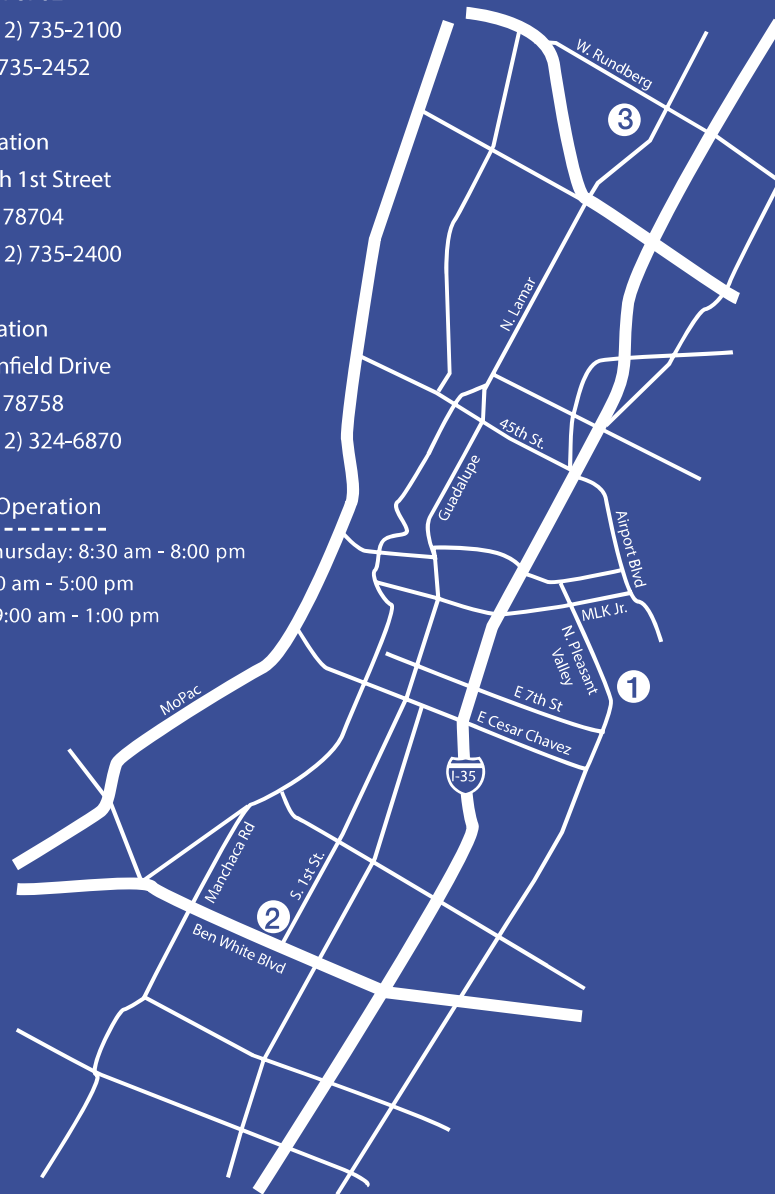 2) 735-2100
735-2452
ation
h 1st Street
78704
2) 735-2400
ation
nfield Drive
78758
2) 324-6870
Operation
hursday: 8:30 am - 8:00 pm
0 am - 5:00 pm
9:00 am - 1:00 pm
W. Rundberg
3
N. Lamar
45th St.
Guadalupe
Airport Blvd
MLK Jr.
N. Pleasant
Valley
1
MoPac
E 7th St
E Cesar Chavez
I-35
Manchaca Rd
S. 1st St.
2
Ben White Blvd